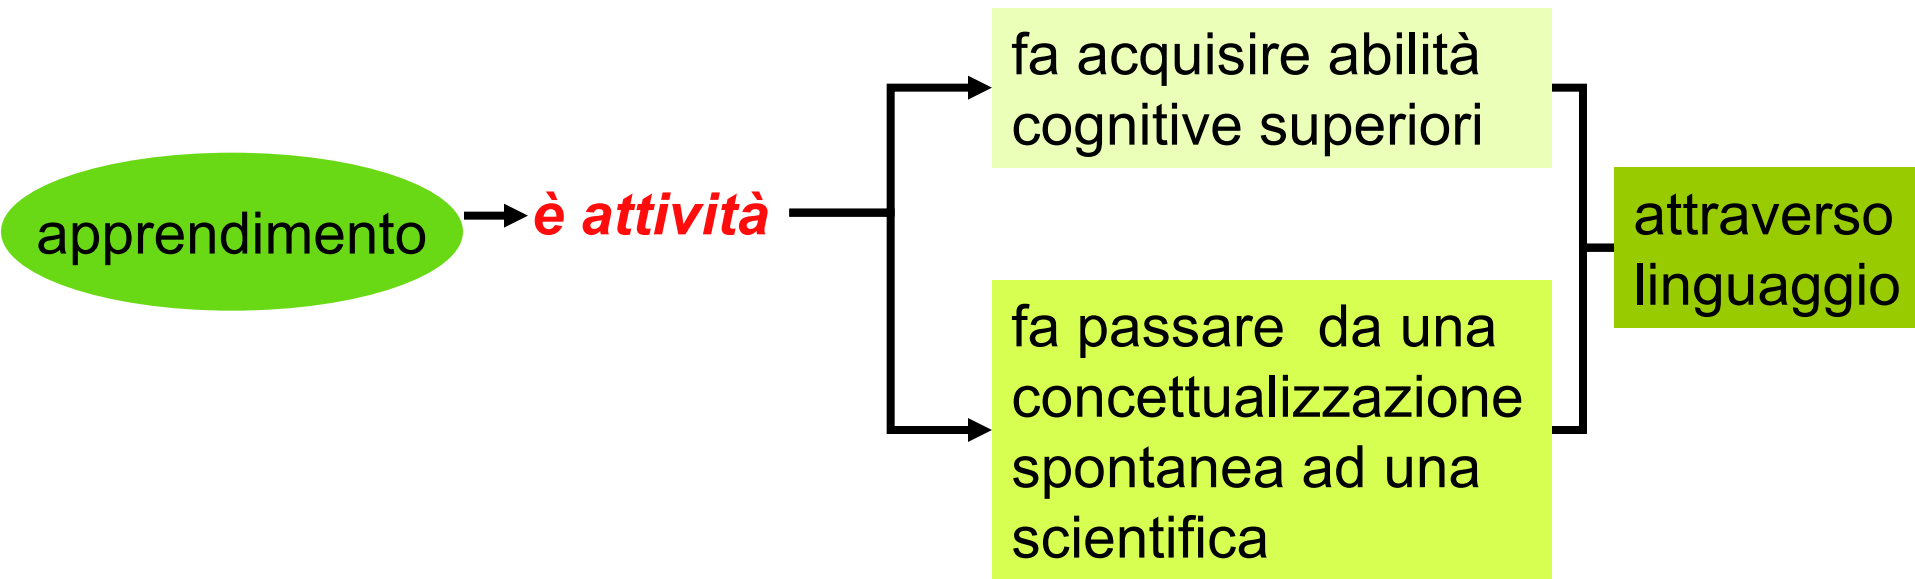 apprendimento
è attività
fa acquisire abilità
cognitive superiori
fa passare  da una
concettualizzazione
spontanea ad una
scientifica
attraverso
linguaggio